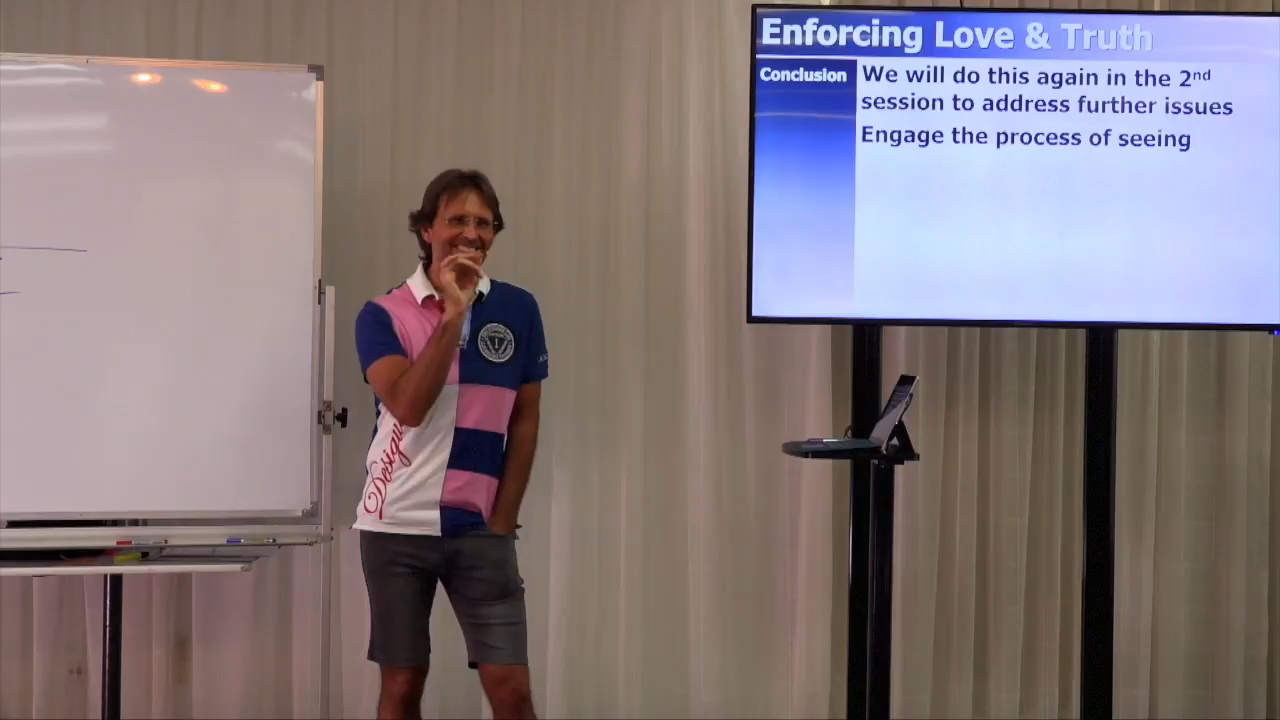 Enforcing Love & Truth
Conclusion
We will do this again in the 2nd
session to address further issues
Engage the process of seeing
Design